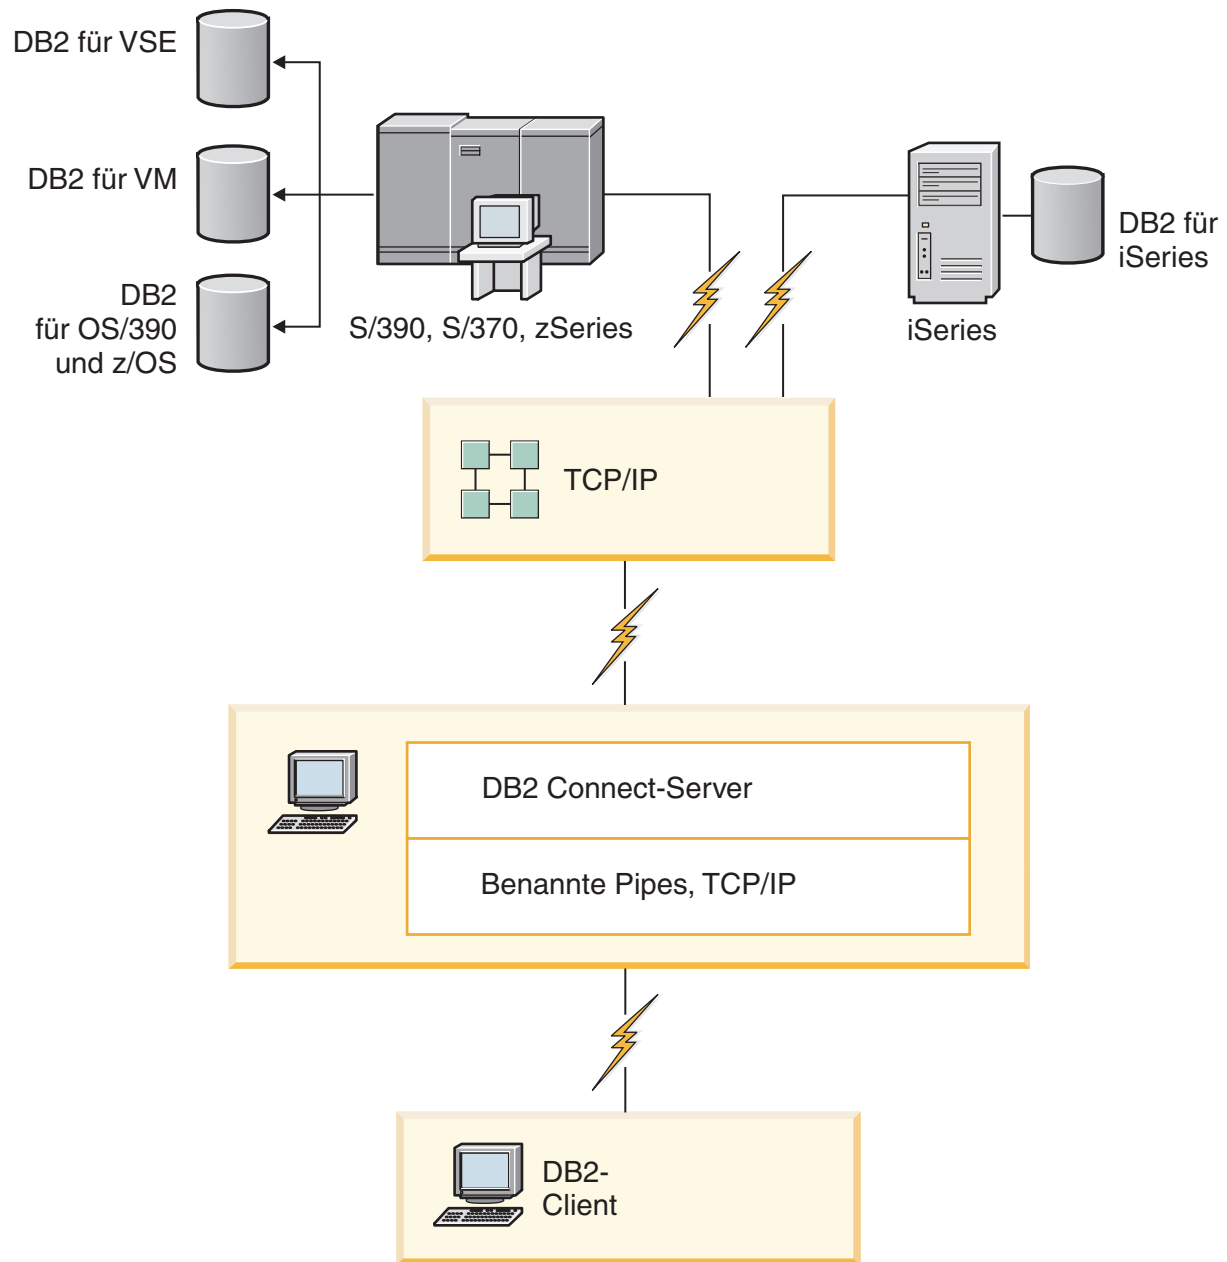 DB2 für VSE
DB2 für VM
DB2
für OS/390
und z/OS
S/390, S/370, zSeries
iSeries
DB2 für
iSeries
TCP/IP
DB2 Connect-Server
Benannte Pipes, TCP/IP
DB2-
Client